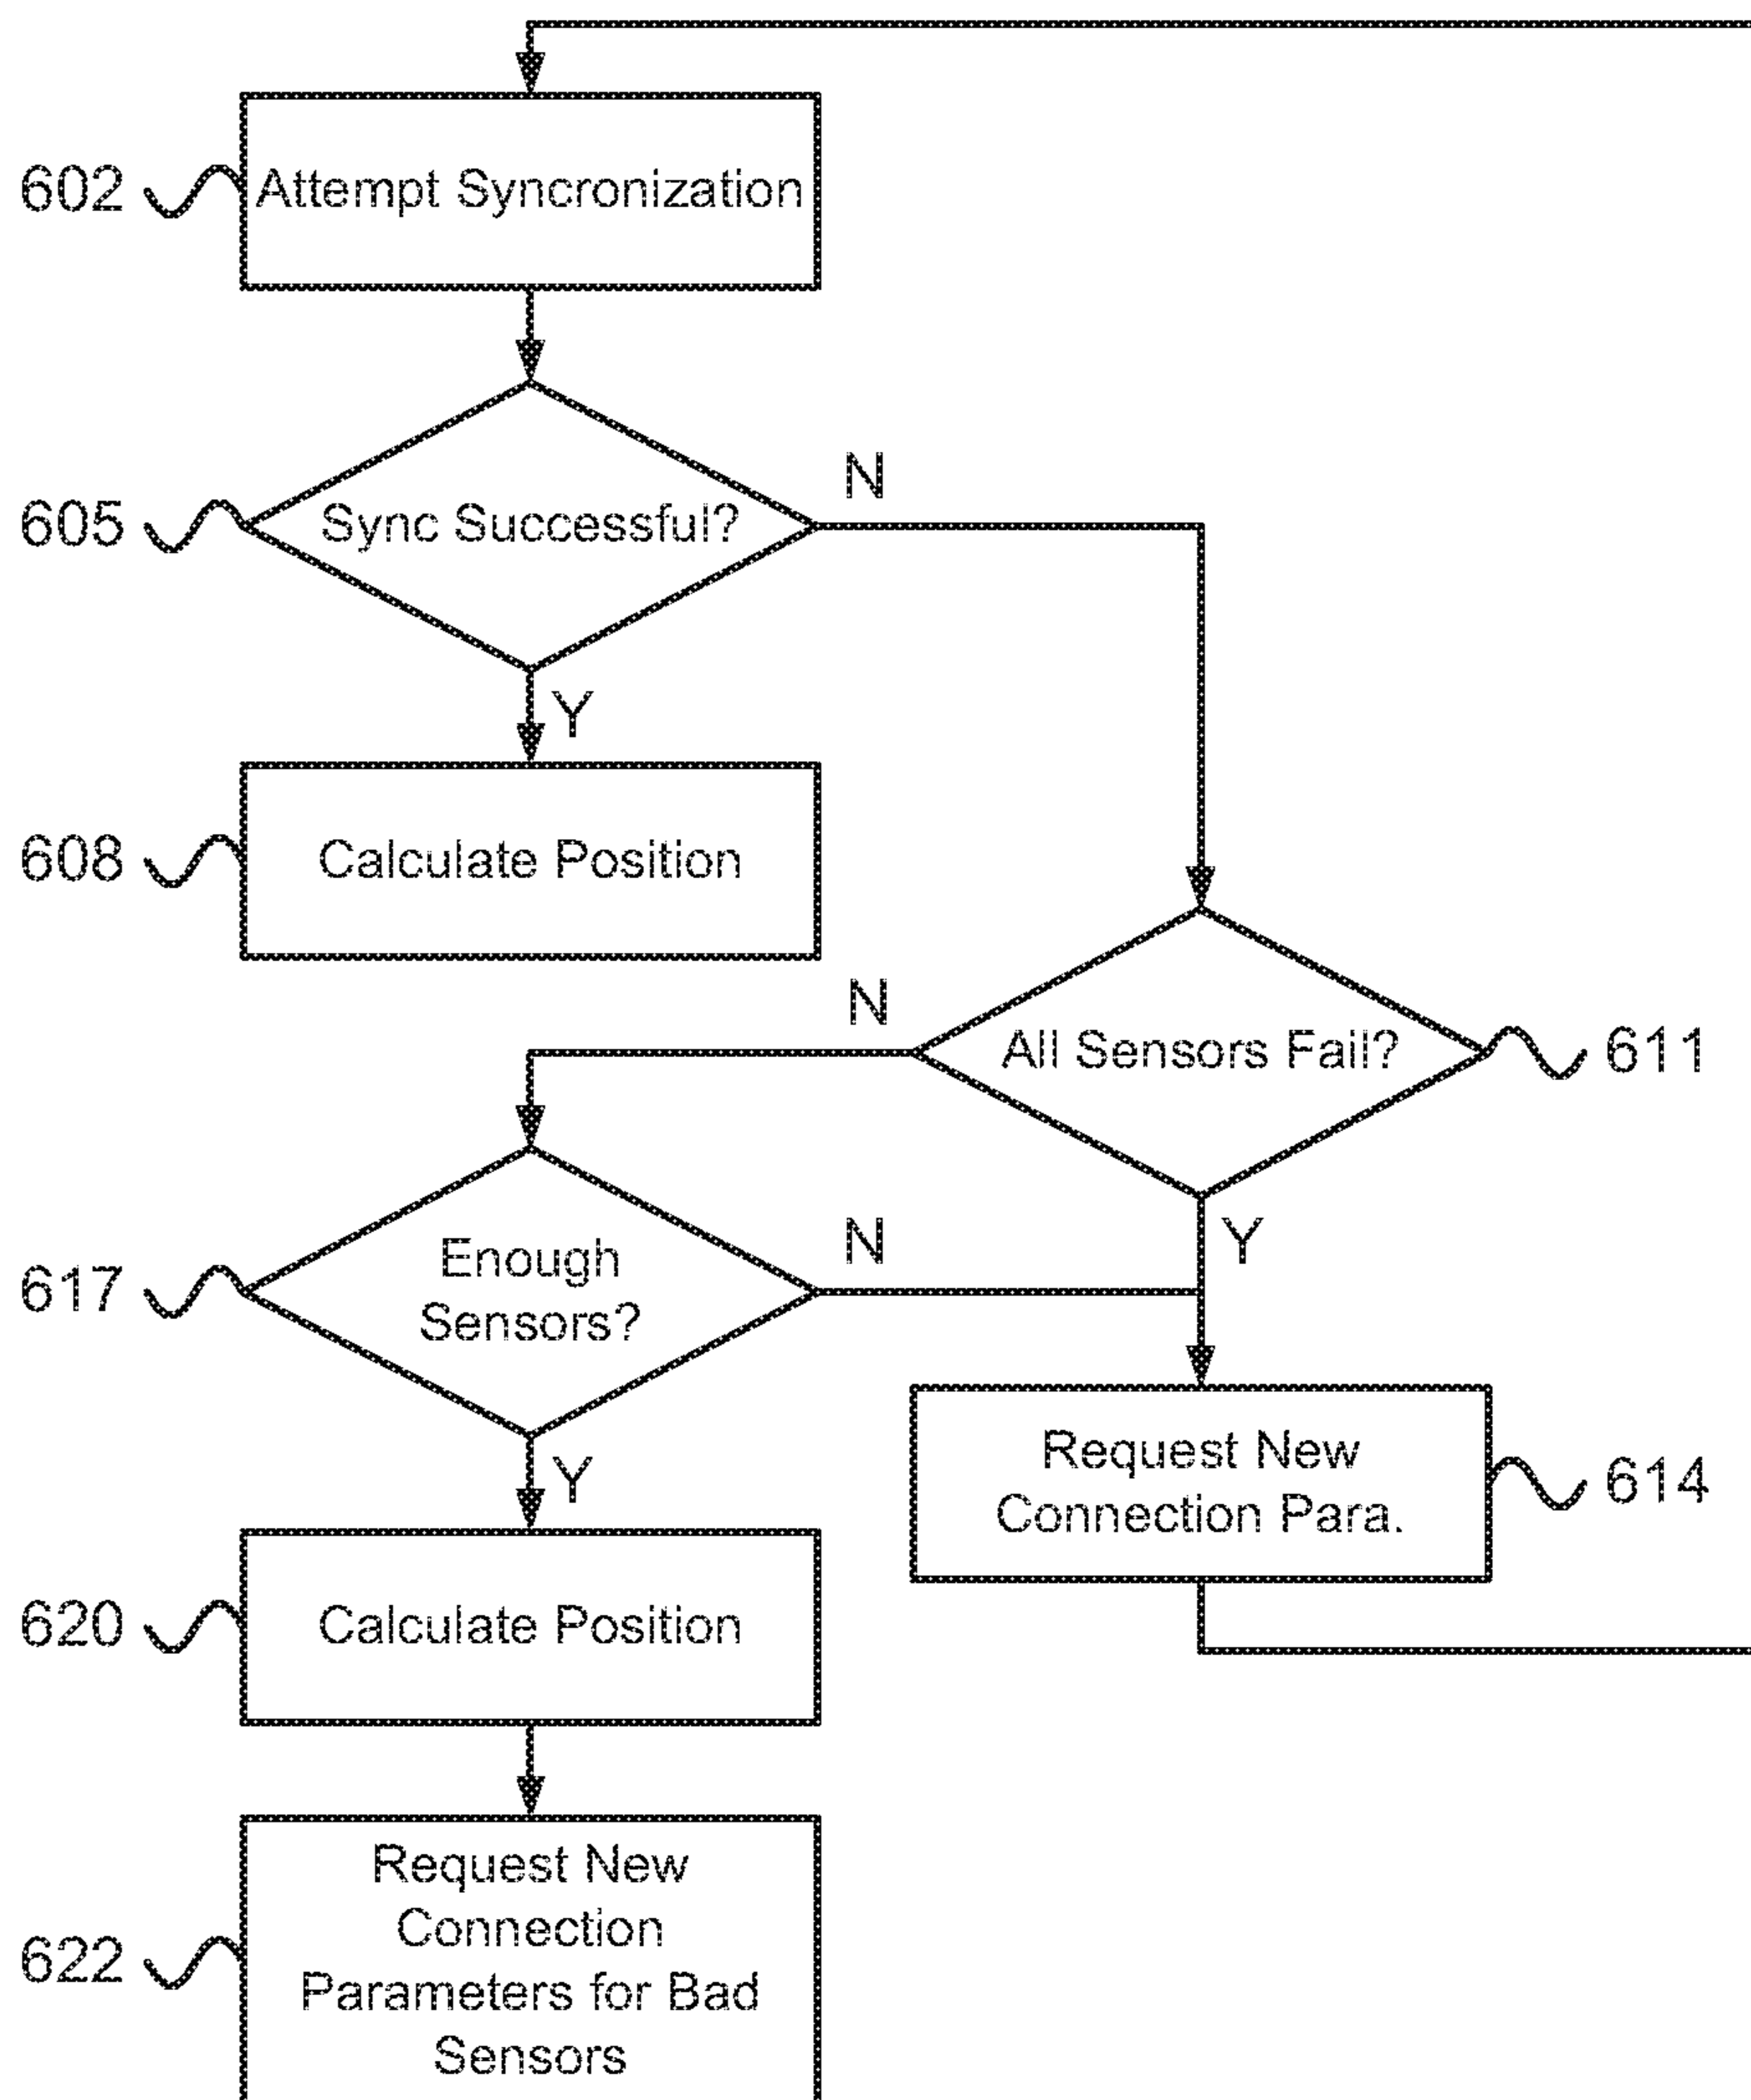 602
Attempt Syncronization
605
Sync Successful?
N
Y
608
Calculate Position
N
All Sensors Fail?
611
617
Enough
Sensors?
N
Y
Request New
Connection Para.
614
Y
620
Calculate Position
622
Request New
Connection
Parameters for Bad
Sensors